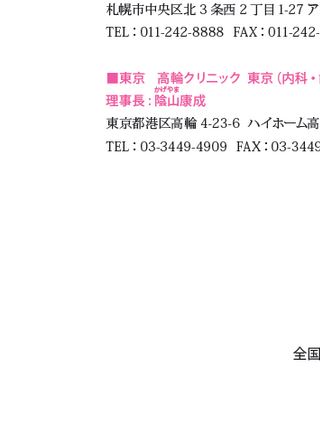 札幌市中央区北 3 条西 2 丁目 1-27 ア
TEL：011-242-8888 FAX：011-242-
■東京　高輪クリニック 東京（内科・
かげやま
理事長：陰山康成
東京都港区高輪 4-23-6 ハイホーム高
TEL：03-3449-4909 FAX：03-3449
全国